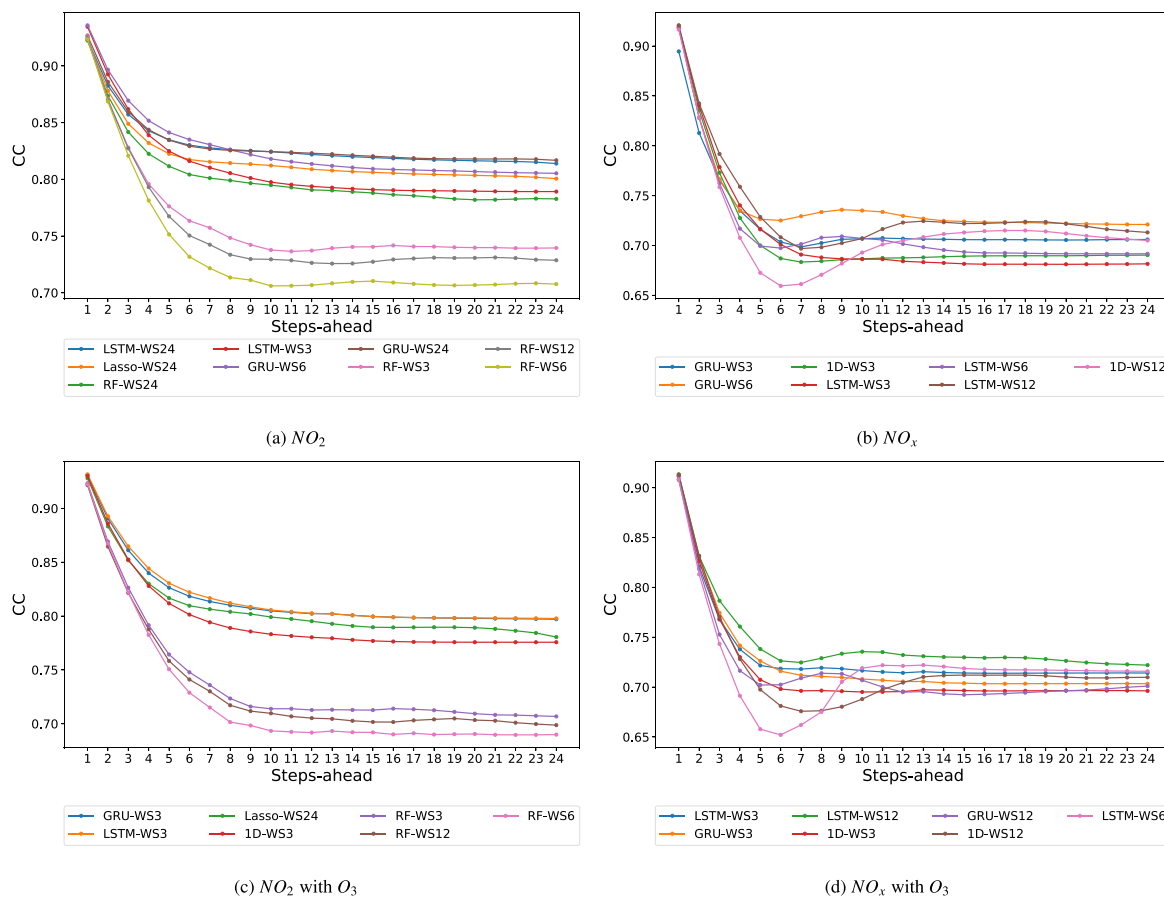 0.90
0.85
0.80
0.75
0.70
CC
1 2 3 4 5 6 7 8 9 10 11 12 13 14 15 16 17 18 19 20 21 22 23 24
Steps-ahead
LSTM-WS24 LSTM-WS3 GRU-WS24 RF-WS12
Lasso-WS24 GRU-WS6 RF-WS3 RF-WS6
RF-WS24
(a) NO₂
0.90
0.85
0.80
0.75
0.70
0.65
CC
1 2 3 4 5 6 7 8 9 10 11 12 13 14 15 16 17 18 19 20 21 22 23 24
Steps-ahead
GRU-WS3 1D-WS3 LSTM-WS6 1D-WS12
GRU-WS6 LSTM-WS3 LSTM-WS12
(b) NOₓ
0.90
0.85
0.80
0.75
0.70
CC
1 2 3 4 5 6 7 8 9 10 11 12 13 14 15 16 17 18 19 20 21 22 23 24
Steps-ahead
GRU-WS3 Lasso-WS24 RF-WS3 RF-WS6
LSTM-WS3 1D-WS3 RF-WS12
(c) NO₂ with O₃
0.90
0.85
0.80
0.75
0.70
0.65
CC
1 2 3 4 5 6 7 8 9 10 11 12 13 14 15 16 17 18 19 20 21 22 23 24
Steps-ahead
LSTM-WS3 LSTM-WS12 GRU-WS12 LSTM-WS6
GRU-WS3 1D-WS3 1D-WS12
(d) NOₓ with O₃